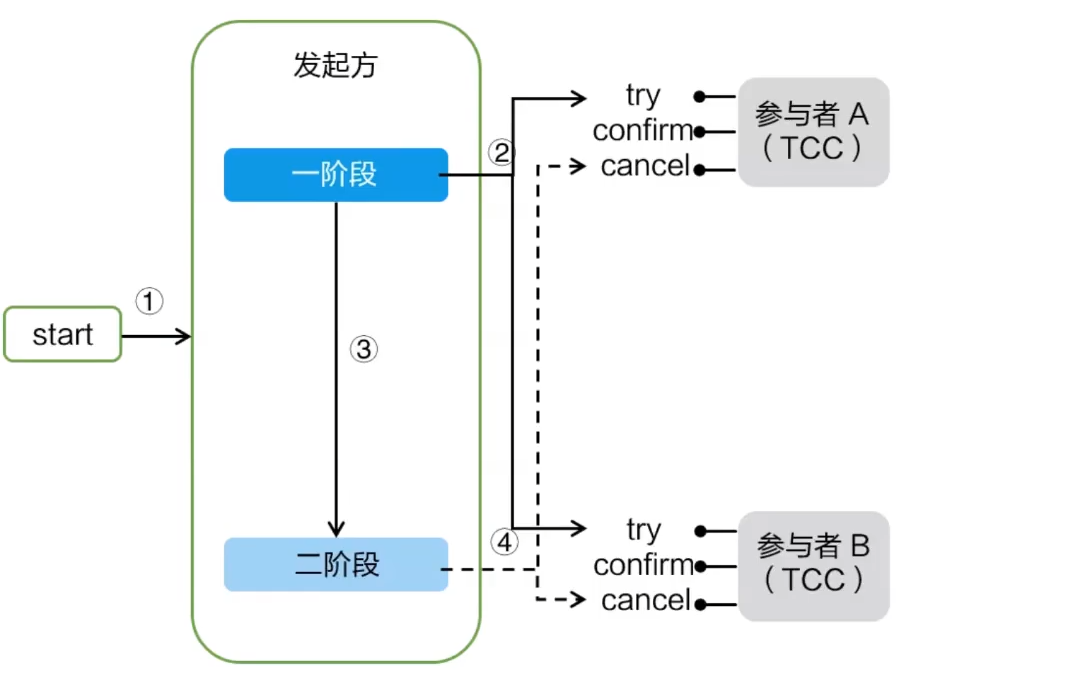 发起方
一阶段
二阶段
start
①
②
③
④
try
confirm
cancel
参与者 A
（TCC）
try
confirm
cancel
参与者 B
（TCC）